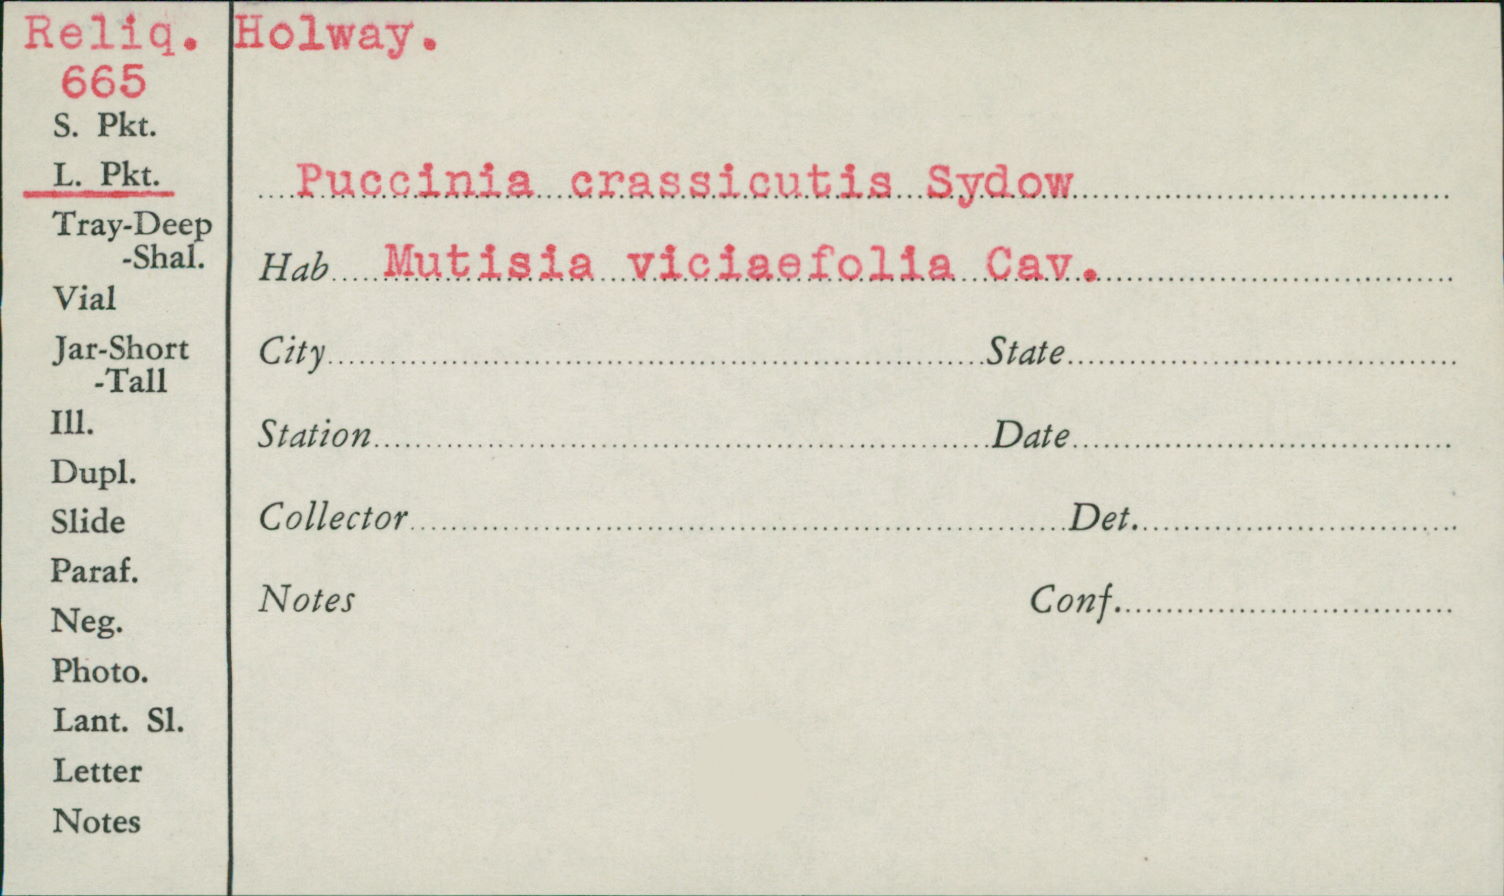 Reliq. Holway.
665
S. Pkt.
L. Pkt.
Tray-Deep
-Shal.
Vial
Jar-Short
-Tall
Ill.
Dupl.
Slide
Paraf.
Neg.
Photo.
Lant. Sl.
Letter
Notes
Puccinia crassicutis Sydow
Hab Mutisia viciaefolia Cav.
City State
Station Date
Collector Det.
Notes Conf.